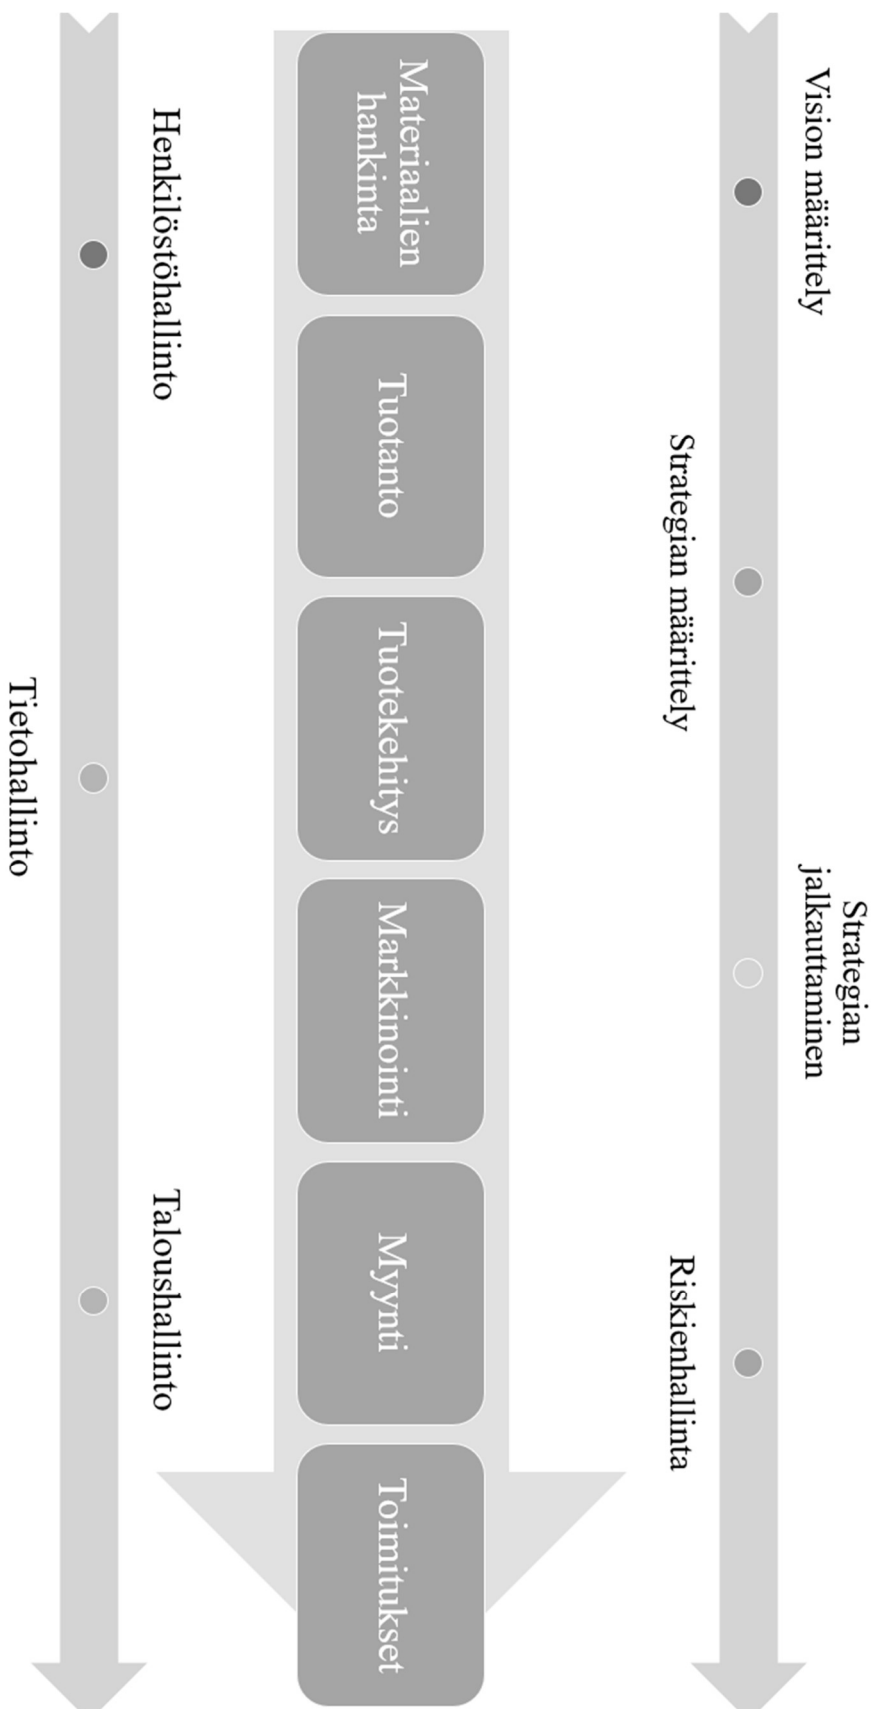 Vision määrittely
Strategian määrittely
Strategian
jalkauttaminen
Riskienhallinta
Materiaalien
hankinta
Tuotanto
Tuotekehitys
Markkinointi
Myynti
Toimitukset
Henkilöstöhallinto
Tietohallinto
Taloushallinto